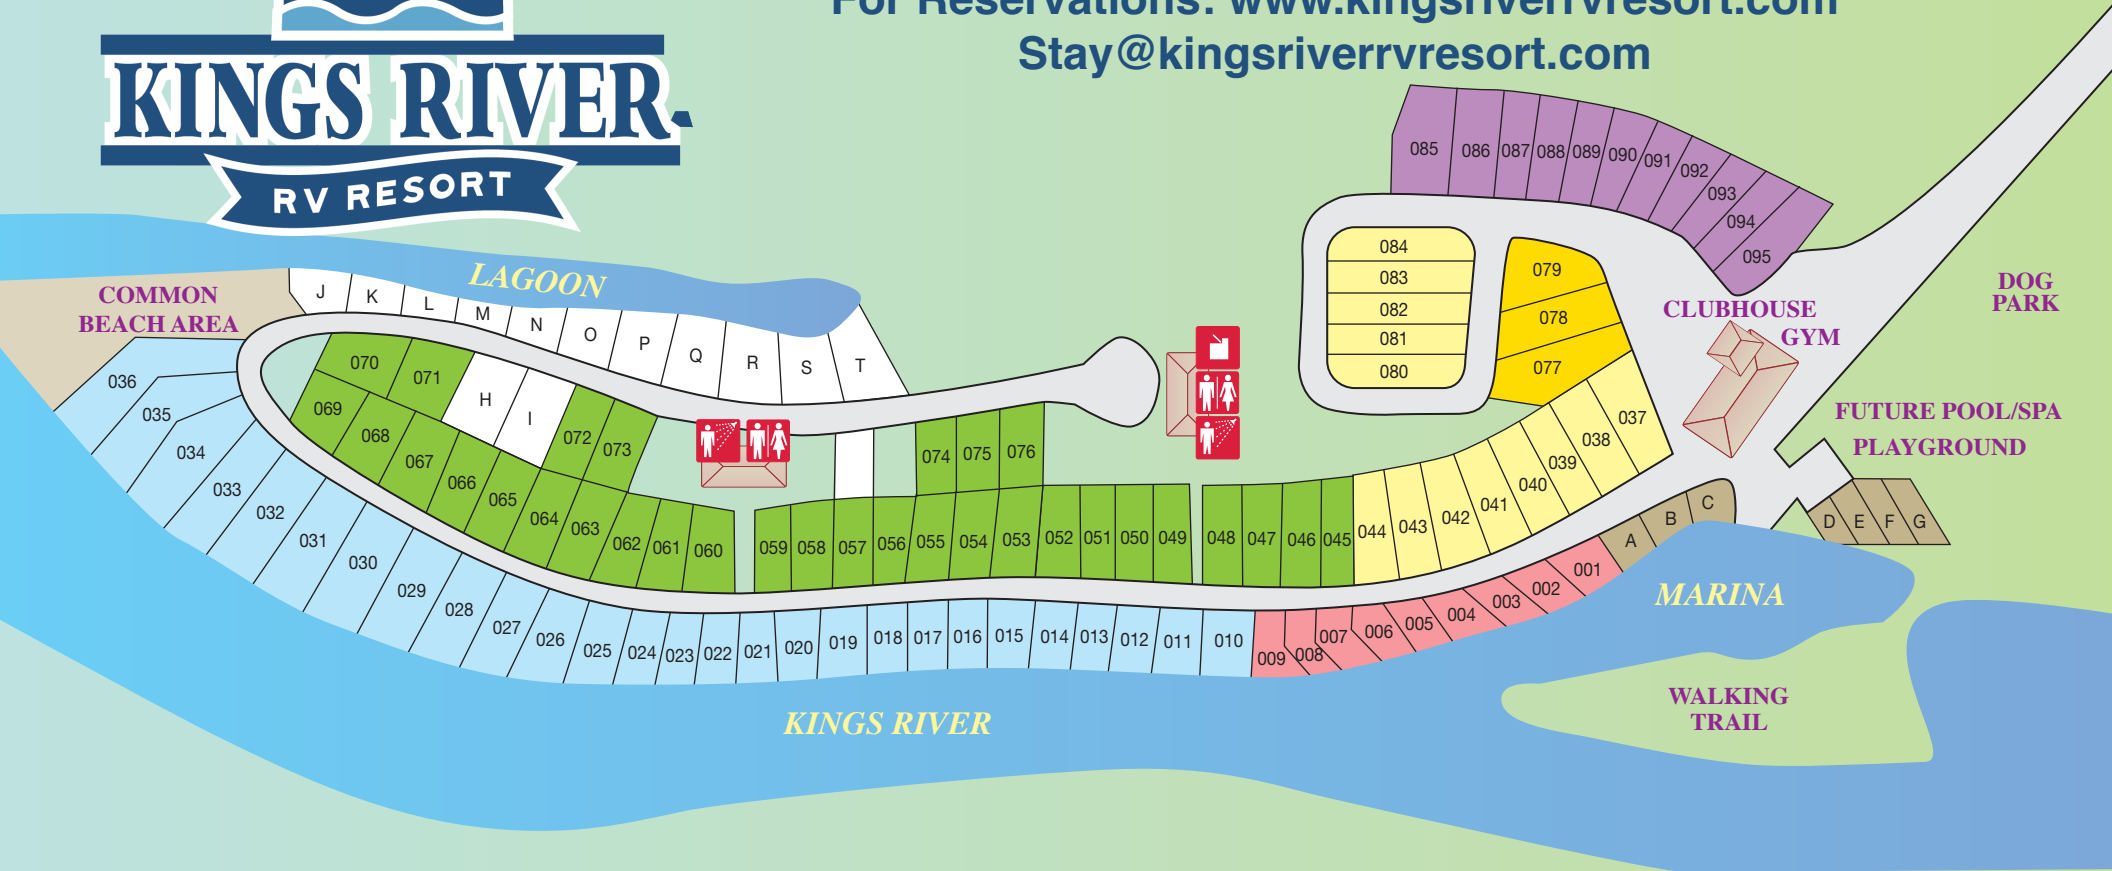 For Reservations: www.kingsriverrvresort.com
Stay@kingsriverrvresort.com
KINGS RIVER
RV RESORT
085 086 087 088 089 090 091 092 093 094 095
084
083
082
081
080
079
078
077
LAGOON
COMMON
BEACH AREA
J K L M N O P Q R S T
CLUBHOUSE
GYM
DOG
PARK
FUTURE POOL/SPA
PLAYGROUND
070 071 H I 072 073
074 075 076
069 068 067 066 065 064 063 062 061 060
059 058 057 056 055 054 053 052 051 050 049
048 047 046 045 044 043 042 041 040 039 038 037
A B C
D E F G
036 035 034 033 032 031 030 029 028 027 026 025 024 023 022 021 020 019 018 017 016 015 014 013 012 011 010
009 008 007 006 005 004 003 002 001
MARINA
KINGS RIVER
WALKING
TRAIL